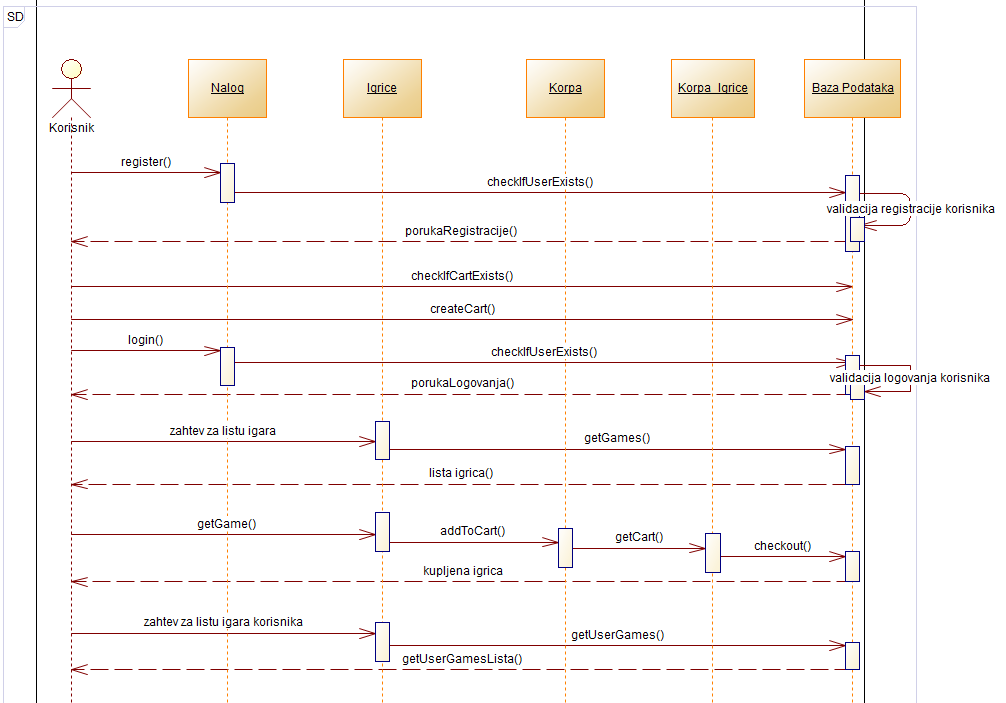 SD
Korisnik
Nalog
Igrice
Korpa
Korpa_Igrice
Baza Podataka
register()
checkIfUserExists()
validacija registracije korisnika
porukaRegistracije()
checkIfCartExists()
createCart()
login()
checkIfUserExists()
validacija logovanja korisnika
porukaLogovanja()
zahtev za listu igara
getGames()
lista igrica()
getGame()
addToCart()
getCart()
checkout()
kupljena igrica
zahtev za listu igara korisnika
getUserGames()
getUserGamesLista()